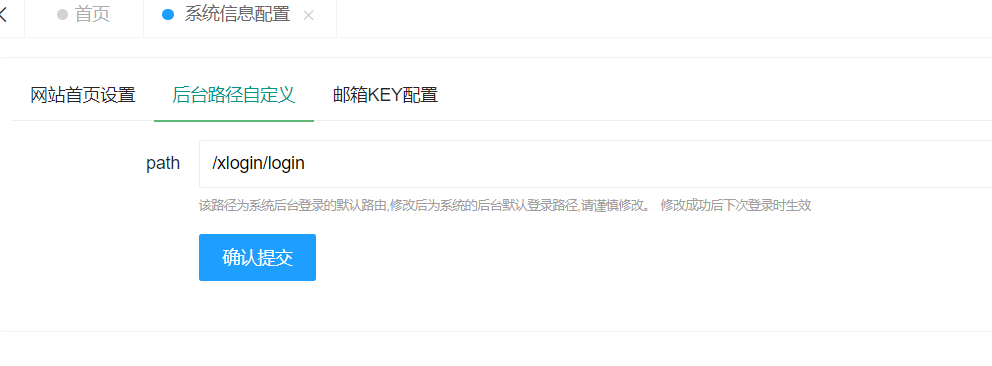 首页 系统信息配置
网站首页设置 后台路径自定义 邮箱KEY配置
path /xlogin/login
该路径为系统后台登录的默认路由,修改后为系统的后台默认登录路径,请谨慎修改。 修改成功后下次登录时生效
确认提交